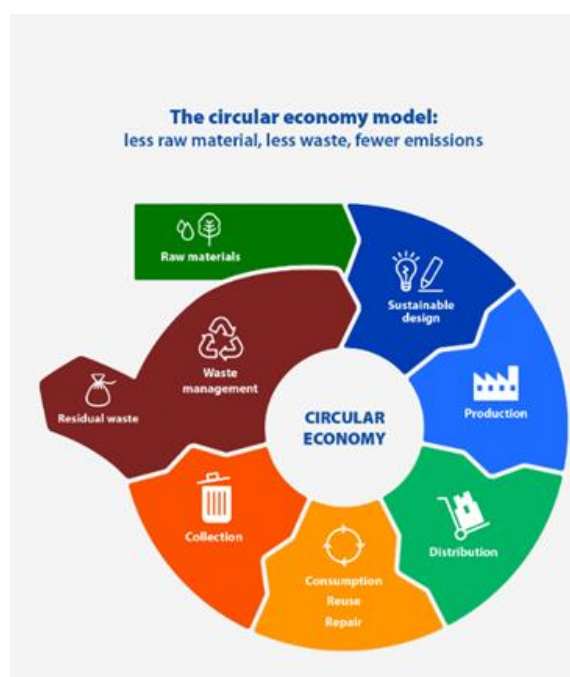 The circular economy model:
less raw material, less waste, fewer emissions
Raw materials
Sustainable
design
Production
Distribution
Consumption
Reuse
Repair
Collection
Waste
management
Residual waste
CIRCULAR
ECONOMY